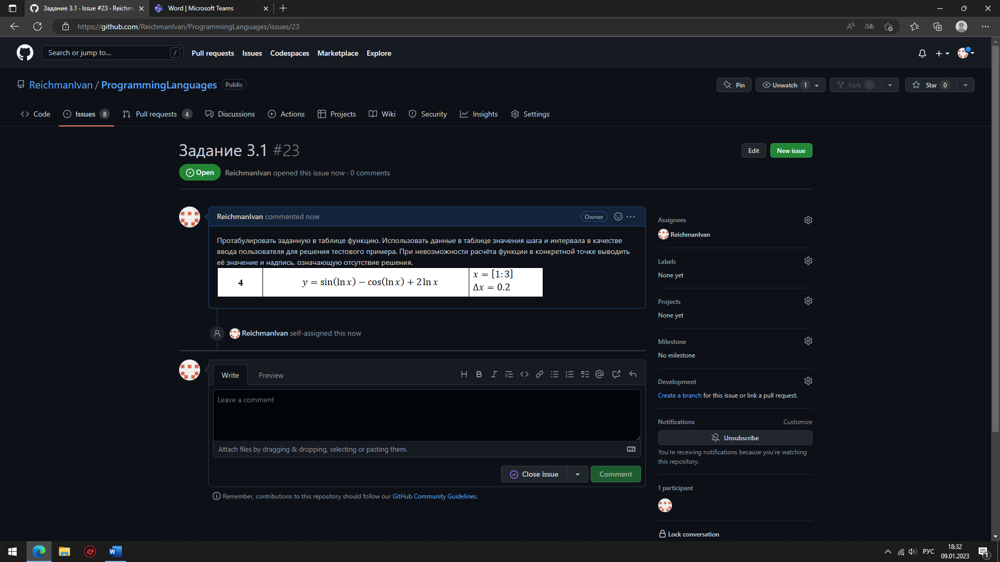 Задание 3.1 · Issue #23 · Reichma
Word | Microsoft Teams
https://github.com/ReichmanIvan/ProgrammingLanguages/issues/23
Search or jump to... /
Pull requests Issues Codespaces Marketplace Explore
ReichmanIvan / ProgrammingLanguages Public
Pin Unwatch 1 Fork 0 Star 0
Code Issues 8 Pull requests 4 Discussions Actions Projects Wiki Security Insights Settings
Задание 3.1 #23
Edit New issue
Open ReichmanIvan opened this issue now · 0 comments
ReichmanIvan commented now Owner
Протабулировать заданную в таблице функцию. Использовать данные в таблице значения шага и интервала в качестве
ввода пользователя для решения тестового примера. При невозможности расчёта функции в конкретной точке выводить
её значение и надпись, означающую отсутствие решения.
4 y = sin(ln x) − cos(ln x) + 2 ln x
x = [1:3]
Δx = 0.2
ReichmanIvan self-assigned this now
Write Preview
Leave a comment
Attach files by dragging & dropping, selecting or pasting them.
Close issue Comment
Remember, contributions to this repository should follow our GitHub Community Guidelines.
Assignees
ReichmanIvan
Labels
None yet
Projects
None yet
Milestone
No milestone
Development
Create a branch for this issue or link a pull request.
Notifications Customize
Unsubscribe
You're receiving notifications because you're watching
this repository.
1 participant
Lock conversation
РУС
18:32
09.01.2023
1